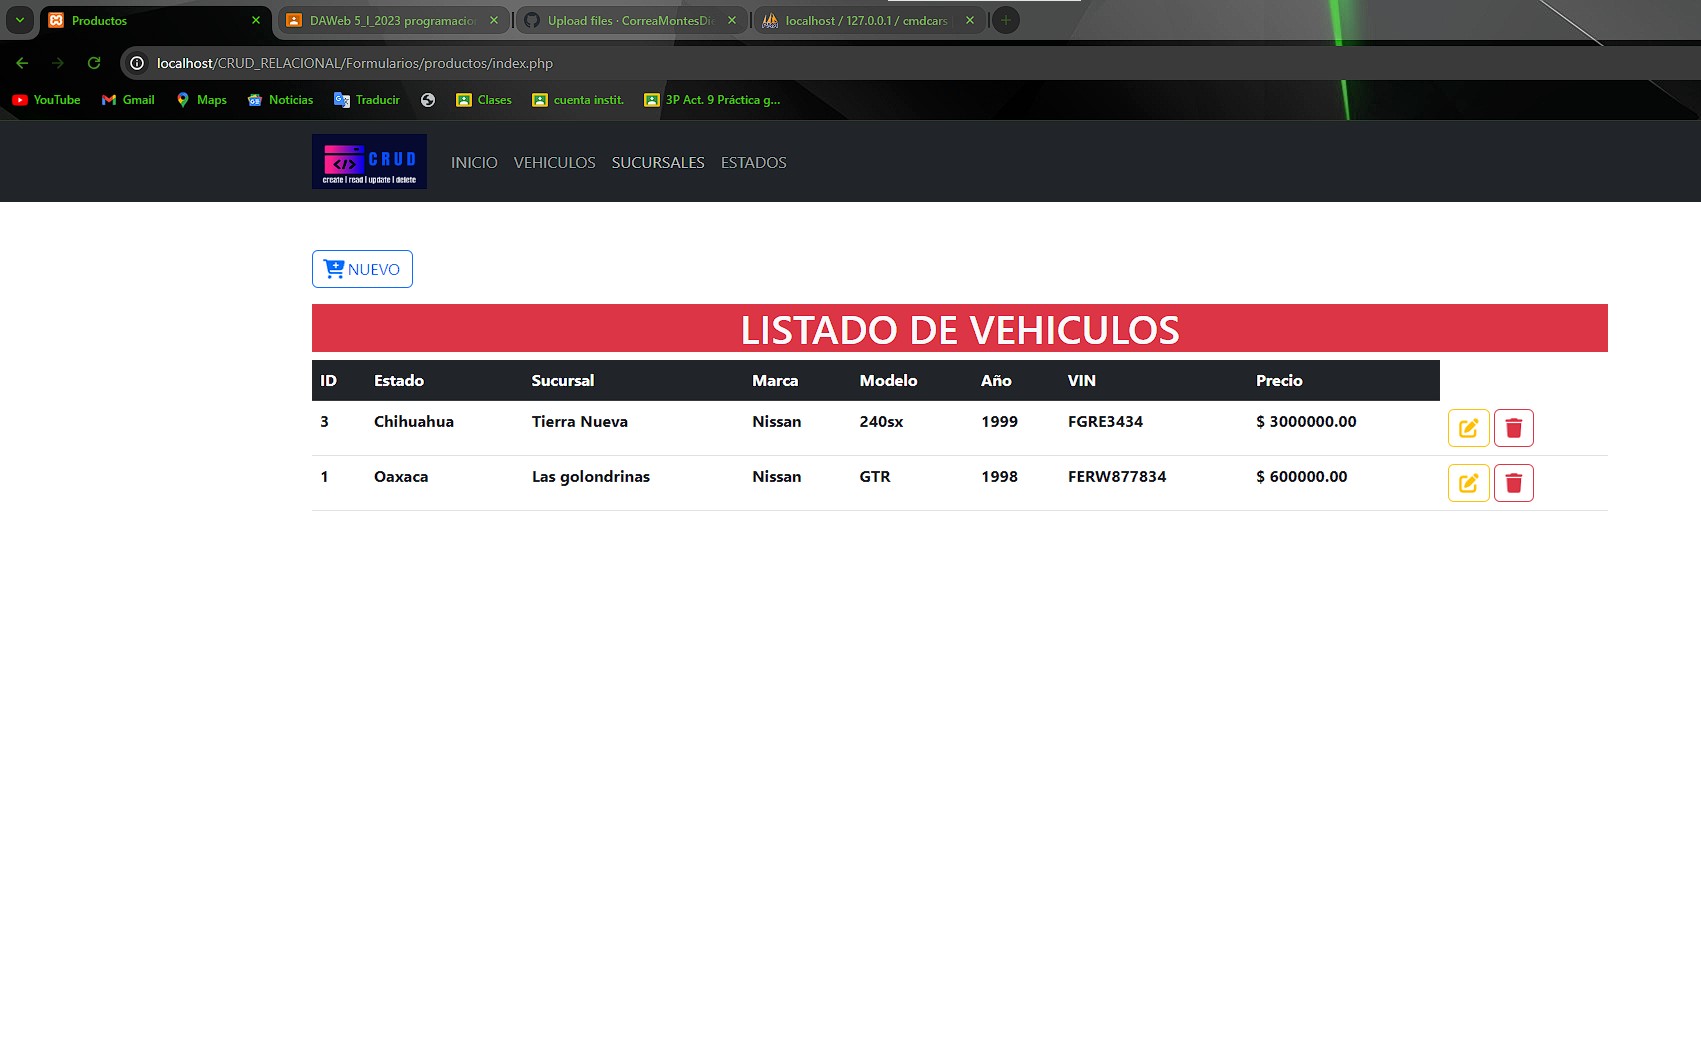 Productos
DAWeb 5_I_2023 programacio
Upload files · CorreaMontesDie
localhost / 127.0.0.1 / cmdcars
localhost/CRUD_RELACIONAL/Formularios/productos/index.php
YouTube Gmail Maps Noticias Traducir Clases cuenta instit. 3P Act. 9 Práctica g...
CRUD
create | read | update | delete
INICIO VEHICULOS SUCURSALES ESTADOS
NUEVO
LISTADO DE VEHICULOS
ID Estado Sucursal Marca Modelo Año VIN Precio
3 Chihuahua Tierra Nueva Nissan 240sx 1999 FGRE3434 $ 3000000.00
1 Oaxaca Las golondrinas Nissan GTR 1998 FERW877834 $ 600000.00